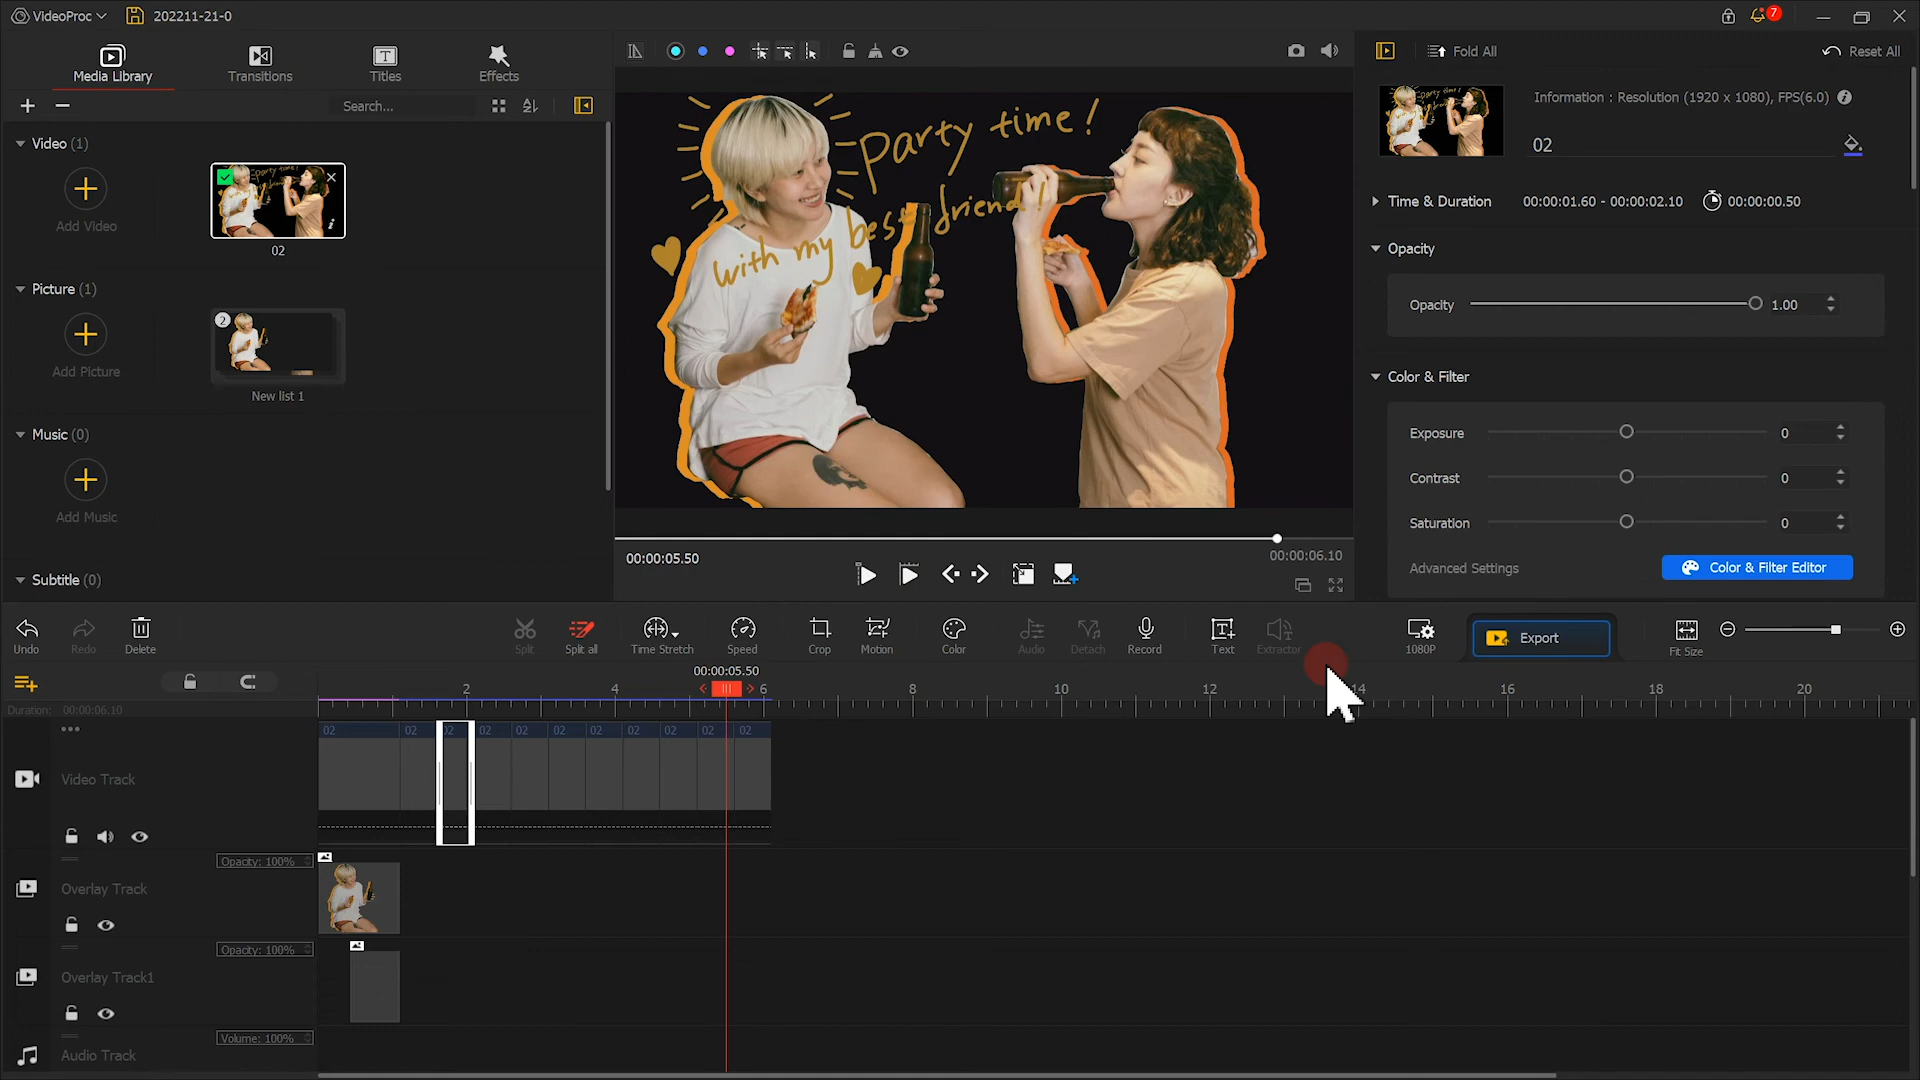 VideoProc
202211-21-0
7
Media Library
Transitions
Titles
Effects
Search...
Video (1)
Add Video
02
Picture (1)
Add Picture
2
New list 1
Music (0)
Add Music
Subtitle (0)
party time!
with my best friend!
00:00:05.50
00:00:06.10
Fold All
Reset All
Information : Resolution (1920 x 1080), FPS(6.0)
02
Time & Duration
00:00:01.60 - 00:00:02.10
00:00:00.50
Opacity
Opacity
1.00
Color & Filter
Exposure
0
Contrast
0
Saturation
0
Advanced Settings
Color & Filter Editor
Undo
Redo
Delete
Split
Split all
Time Stretch
Speed
Crop
Motion
Color
Audio
Detach
Record
Text
Extractor
1080P
Export
Fit Size
00:00:05.50
2
4
6
8
10
12
14
16
18
20
Duration: 00:00:06.10
02 02 02 02 02 02 02 02 02 02 02
Video Track
Opacity: 100%
Overlay Track
Opacity: 100%
Overlay Track1
Volume: 100%
Audio Track